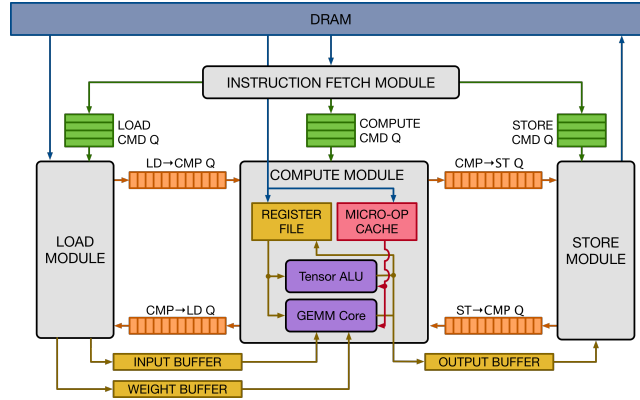 DRAM
INSTRUCTION FETCH MODULE
LOAD
CMD Q
COMPUTE
CMD Q
STORE
CMD Q
LD→CMP Q
COMPUTE MODULE
CMP→ST Q
REGISTER
FILE
MICRO-OP
CACHE
LOAD
MODULE
STORE
MODULE
Tensor ALU
GEMM Core
CMP→LD Q
ST→CMP Q
INPUT BUFFER
OUTPUT BUFFER
WEIGHT BUFFER